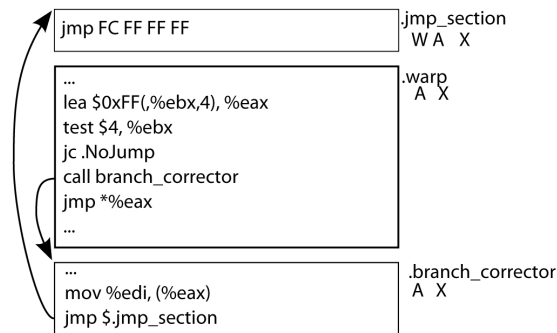 jmp FC FF FF FF
.jmp_section
W A X
...
lea $0xFF(,%ebx,4), %eax
test $4, %ebx
jc .NoJump
call branch_corrector
jmp *%eax
...
.warp
A X
...
mov %edi, (%eax)
jmp $.jmp_section
.branch_corrector
A X